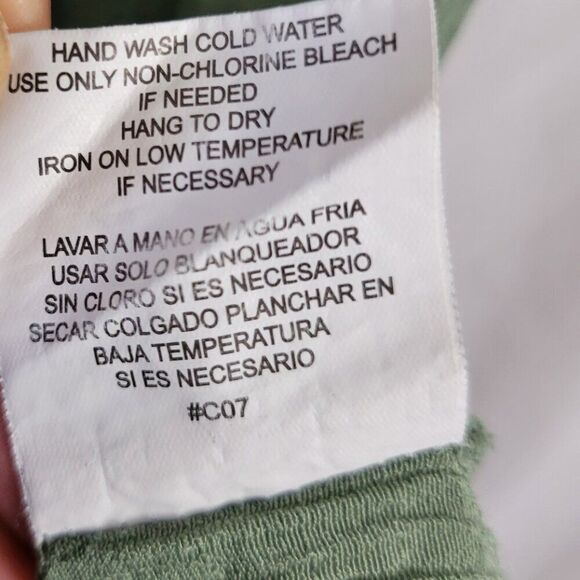 HAND WASH COLD WATER
USE ONLY NON-CHLORINE BLEACH
IF NEEDED
HANG TO DRY
IRON ON LOW TEMPERATURE
IF NECESSARY
LAVAR A MANO EN AGUA FRIA
USAR SOLO BLANQUEADOR
SIN CLORO SI ES NECESARIO
SECAR COLGADO PLANCHAR EN
BAJA TEMPERATURA
SI ES NECESARIO
#C07